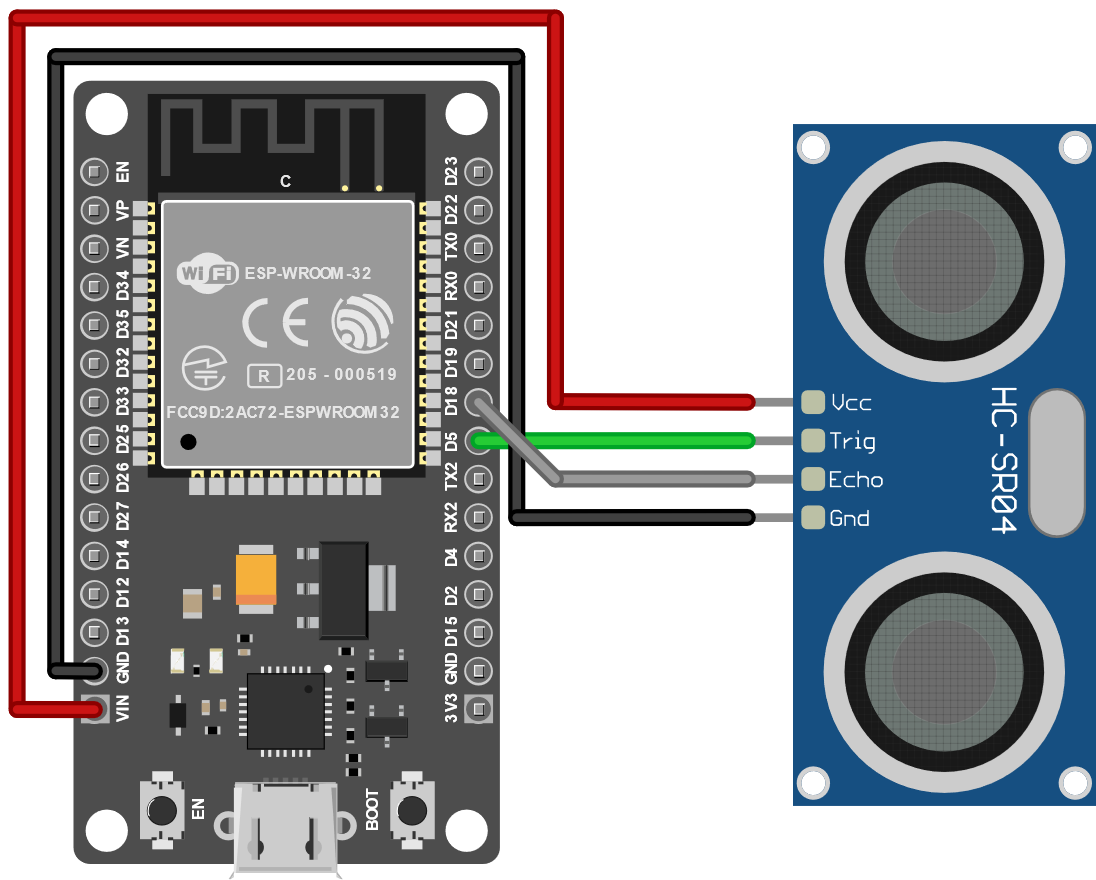 C
WiFi ESP-WROOM-32
CE
R 205-000519
FCC9D:2AC72-ESPWROOM32
EN
VP
VN
D34
D35
D32
D33
D25
D26
D27
D14
D12
D13
GND
VIN
D23
D22
TX0
RX0
D21
D19
D18
D5
TX2
RX2
D4
D2
D15
GND
3V3
EN
BOOT
Vcc
Trig
Echo
Gnd
HC-SR04